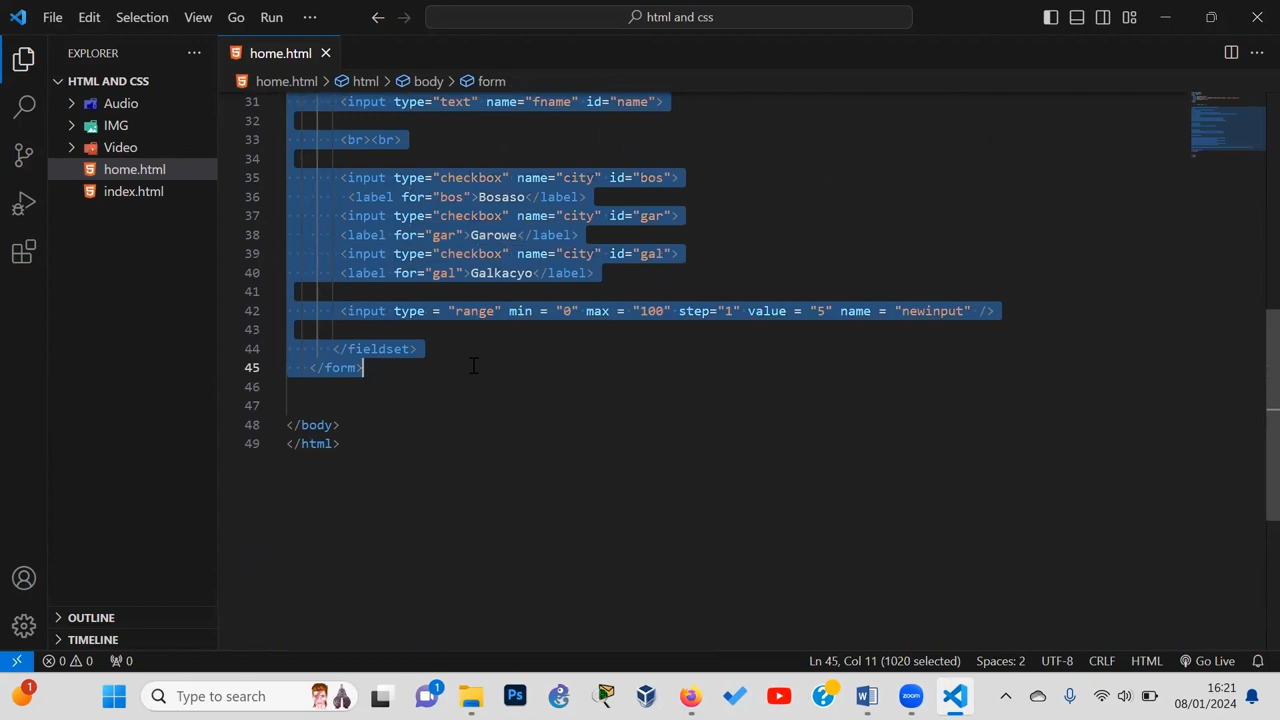 File Edit Selection View Go Run ··· html and css
EXPLORER ···
HTML AND CSS
Audio
IMG
Video
home.html
index.html
OUTLINE
TIMELINE
home.html
home.html > html > body > form
31 <input type="text" name="fname" id="name">
32
33 <br><br>
34
35 <input type="checkbox" name="city" id="bos">
36 <label for="bos">Bosaso</label>
37 <input type="checkbox" name="city" id="gar">
38 <label for="gar">Garowe</label>
39 <input type="checkbox" name="city" id="gal">
40 <label for="gal">Galkacyo</label>
41
42 <input type = "range" min = "0" max = "100" step="1" value = "5" name = "newinput" />
43
44 </fieldset>
45 </form>
46
47
48 </body>
49 </html>
0 0 0 Ln 45, Col 11 (1020 selected) Spaces: 2 UTF-8 CRLF HTML Go Live
1 Type to search 1 Ps W zoom 16:21
08/01/2024